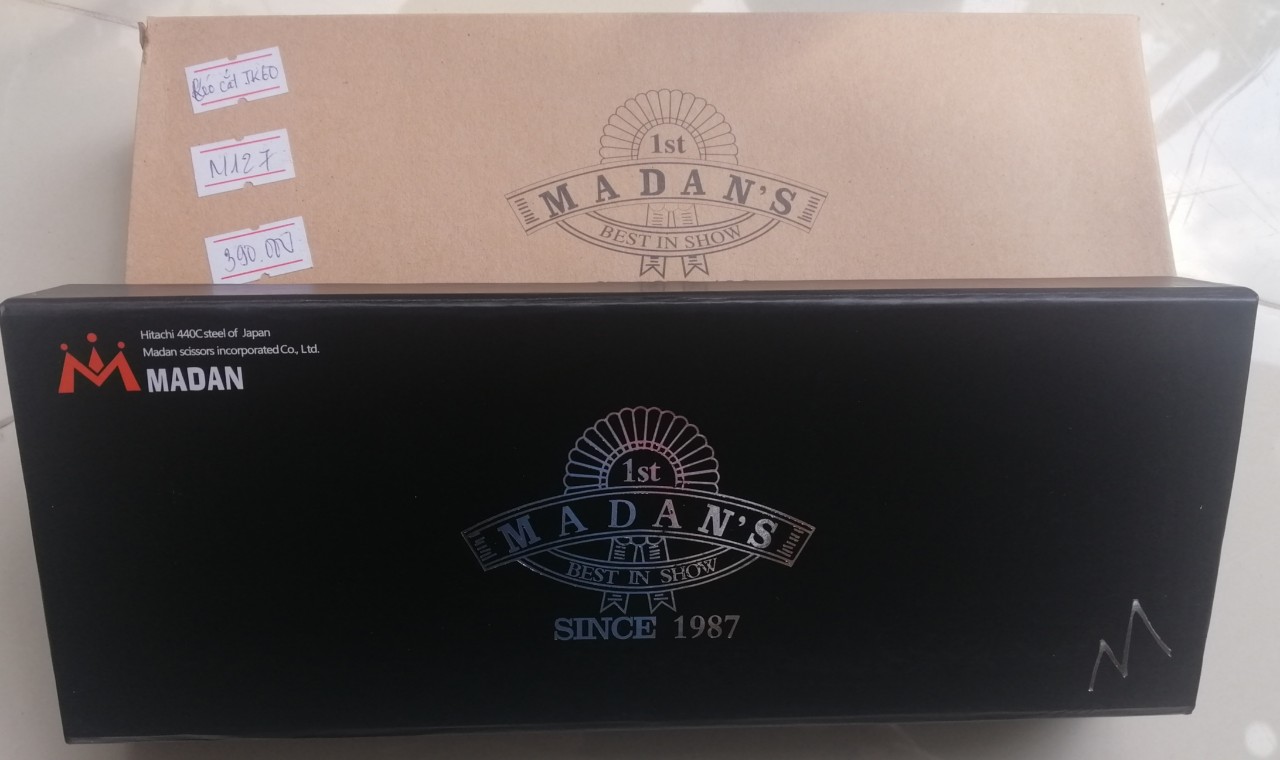 Kéo cắt JK60
M127
390.000
1st
MADAN'S
BEST IN SHOW
Hitachi 440C steel of Japan
Madan scissors incorporated Co., Ltd.
MADAN
1st
MADAN'S
BEST IN SHOW
SINCE 1987
M